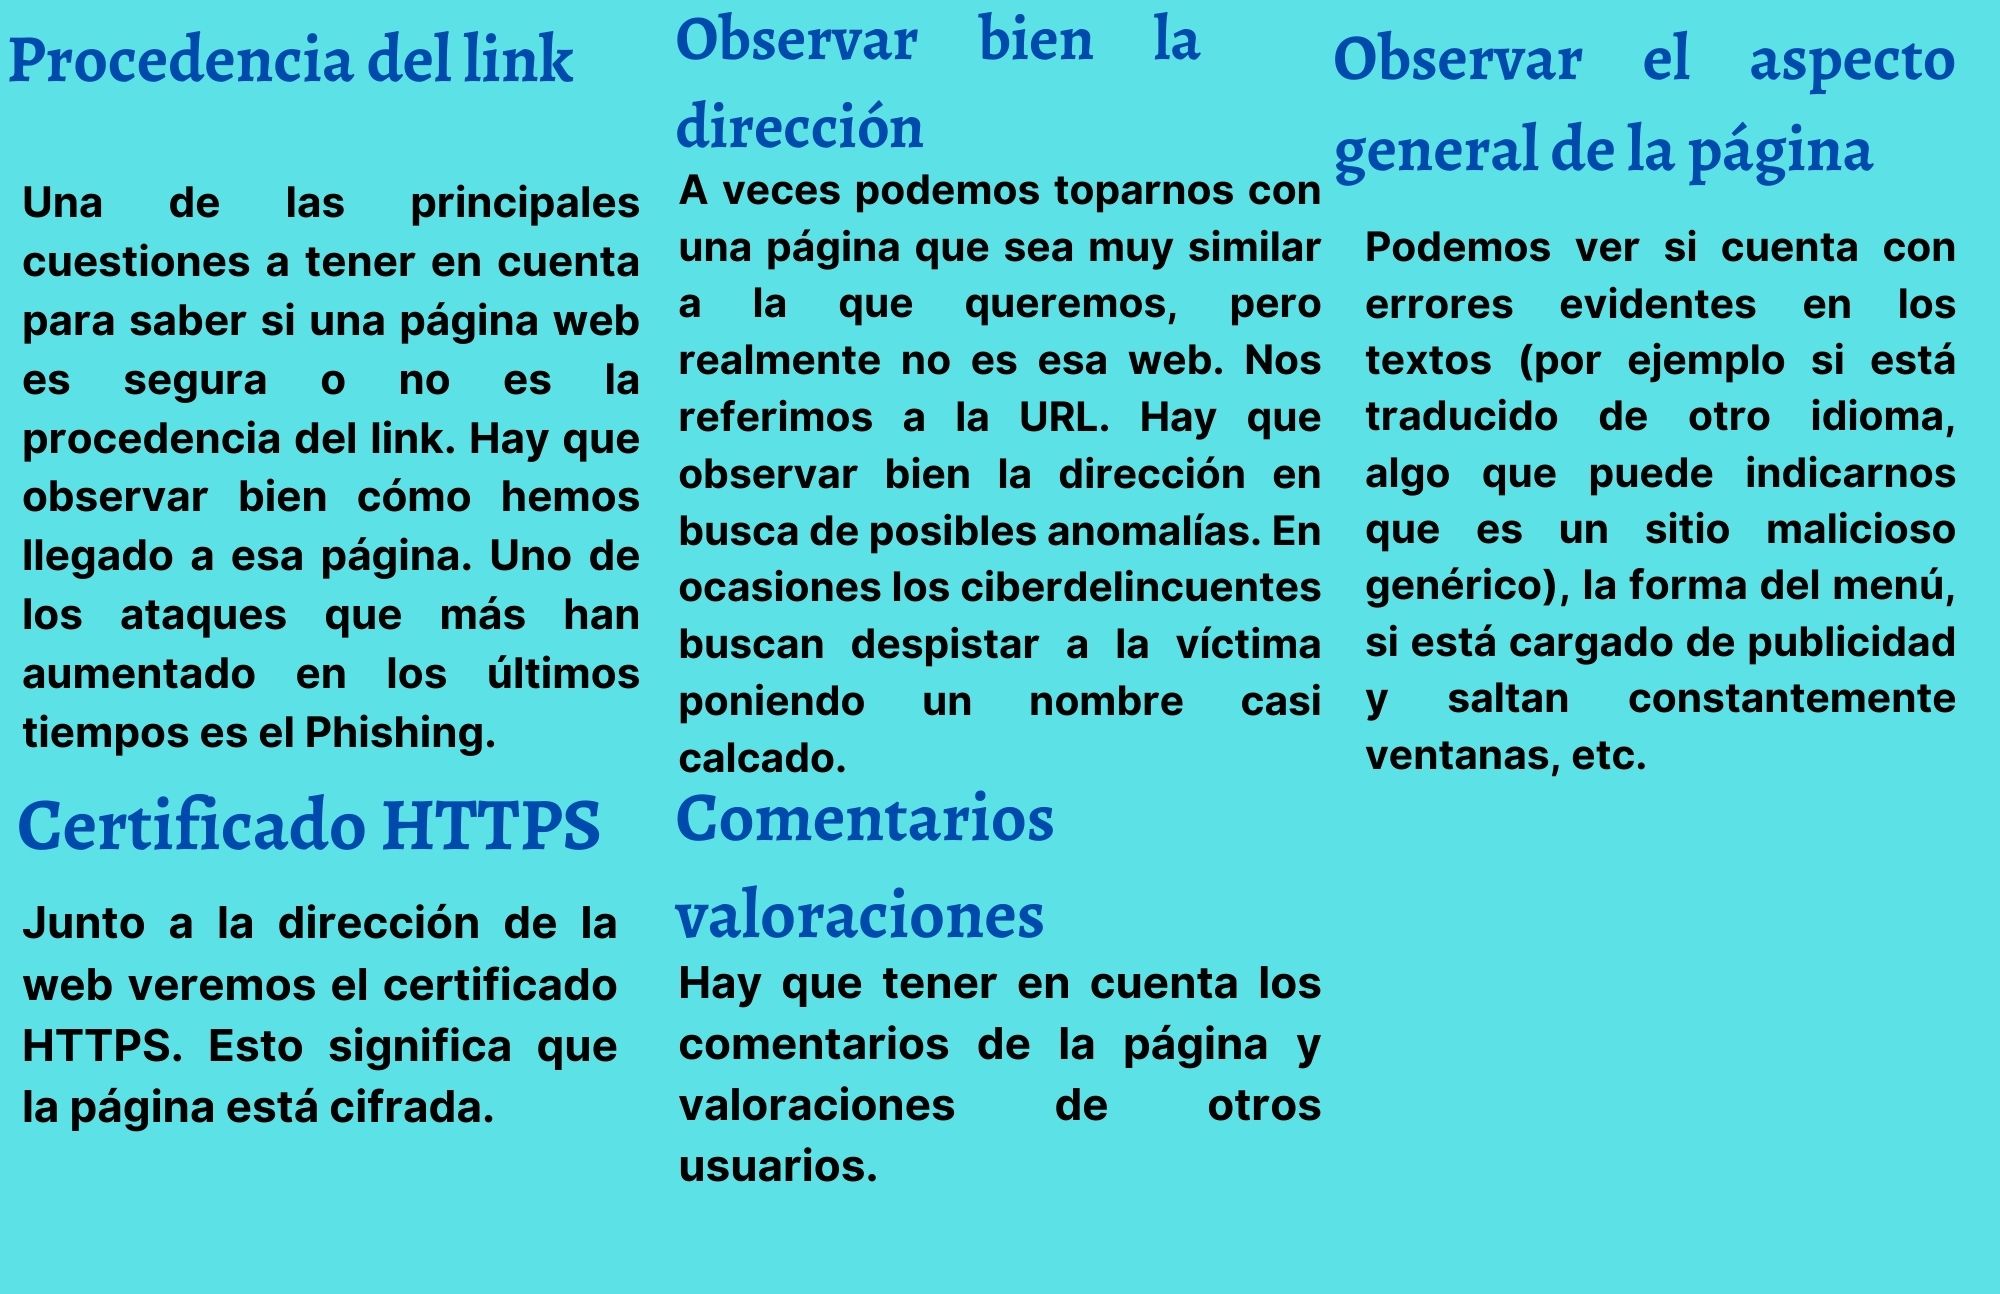 Procedencia del link
Una de las principales
cuestiones a tener en cuenta
para saber si una página web
es segura o no es la
procedencia del link. Hay que
observar bien cómo hemos
llegado a esa página. Uno de
los ataques que más han
aumentado en los últimos
tiempos es el Phishing.
Certificado HTTPS
Junto a la dirección de la
web veremos el certificado
HTTPS. Esto significa que
la página está cifrada.
Observar bien la
dirección
A veces podemos toparnos con
una página que sea muy similar
a la que queremos, pero
realmente no es esa web. Nos
referimos a la URL. Hay que
observar bien la dirección en
busca de posibles anomalías. En
ocasiones los ciberdelincuentes
buscan despistar a la víctima
poniendo un nombre casi
calcado.
Comentarios
valoraciones
Hay que tener en cuenta los
comentarios de la página y
valoraciones de otros
usuarios.
Observar el aspecto
general de la página
Podemos ver si cuenta con
errores evidentes en los
textos (por ejemplo si está
traducido de otro idioma,
algo que puede indicarnos
que es un sitio malicioso
genérico), la forma del menú,
si está cargado de publicidad
y saltan constantemente
ventanas, etc.